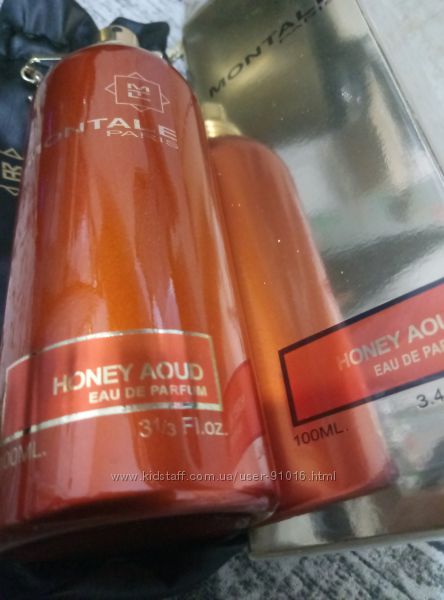 MONTALE
PARIS
HONEY AOUD
EAU DE PARFUM
100ML.
3 1/3 Fl.oz.
MONTALE
PARIS
HONEY AOUD
EAU DE PAR
3.4
100ML.
www.kidstaff.com.ua/user-91016.html